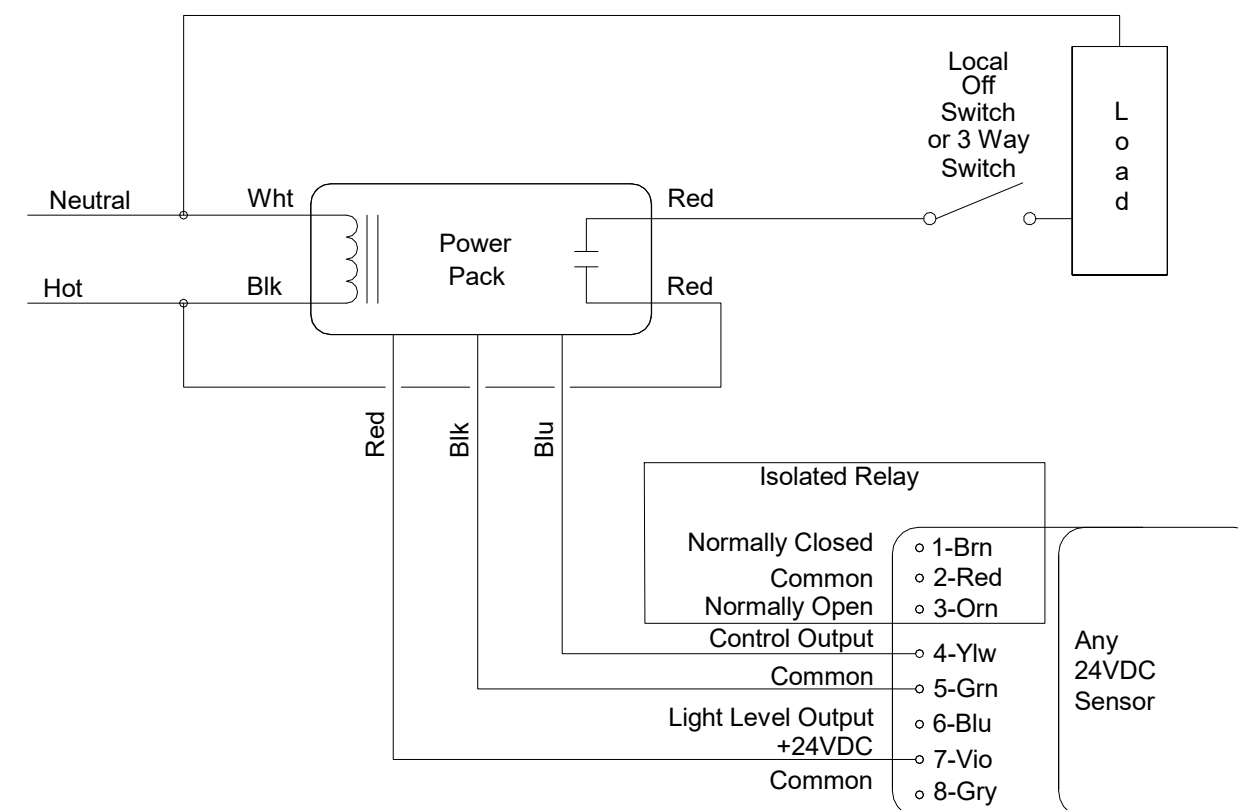 Local
Off
Switch
or 3 Way
Switch
L
o
a
d
Neutral
Wht
Red
Power
Pack
Hot
Blk
Red
Red
Blk
Blu
Isolated Relay
Normally Closed
1-Brn
Common
2-Red
Normally Open
3-Orn
Control Output
4-Ylw
Common
5-Grn
Light Level Output
6-Blu
+24VDC
7-Vio
Common
8-Gry
Any
24VDC
Sensor